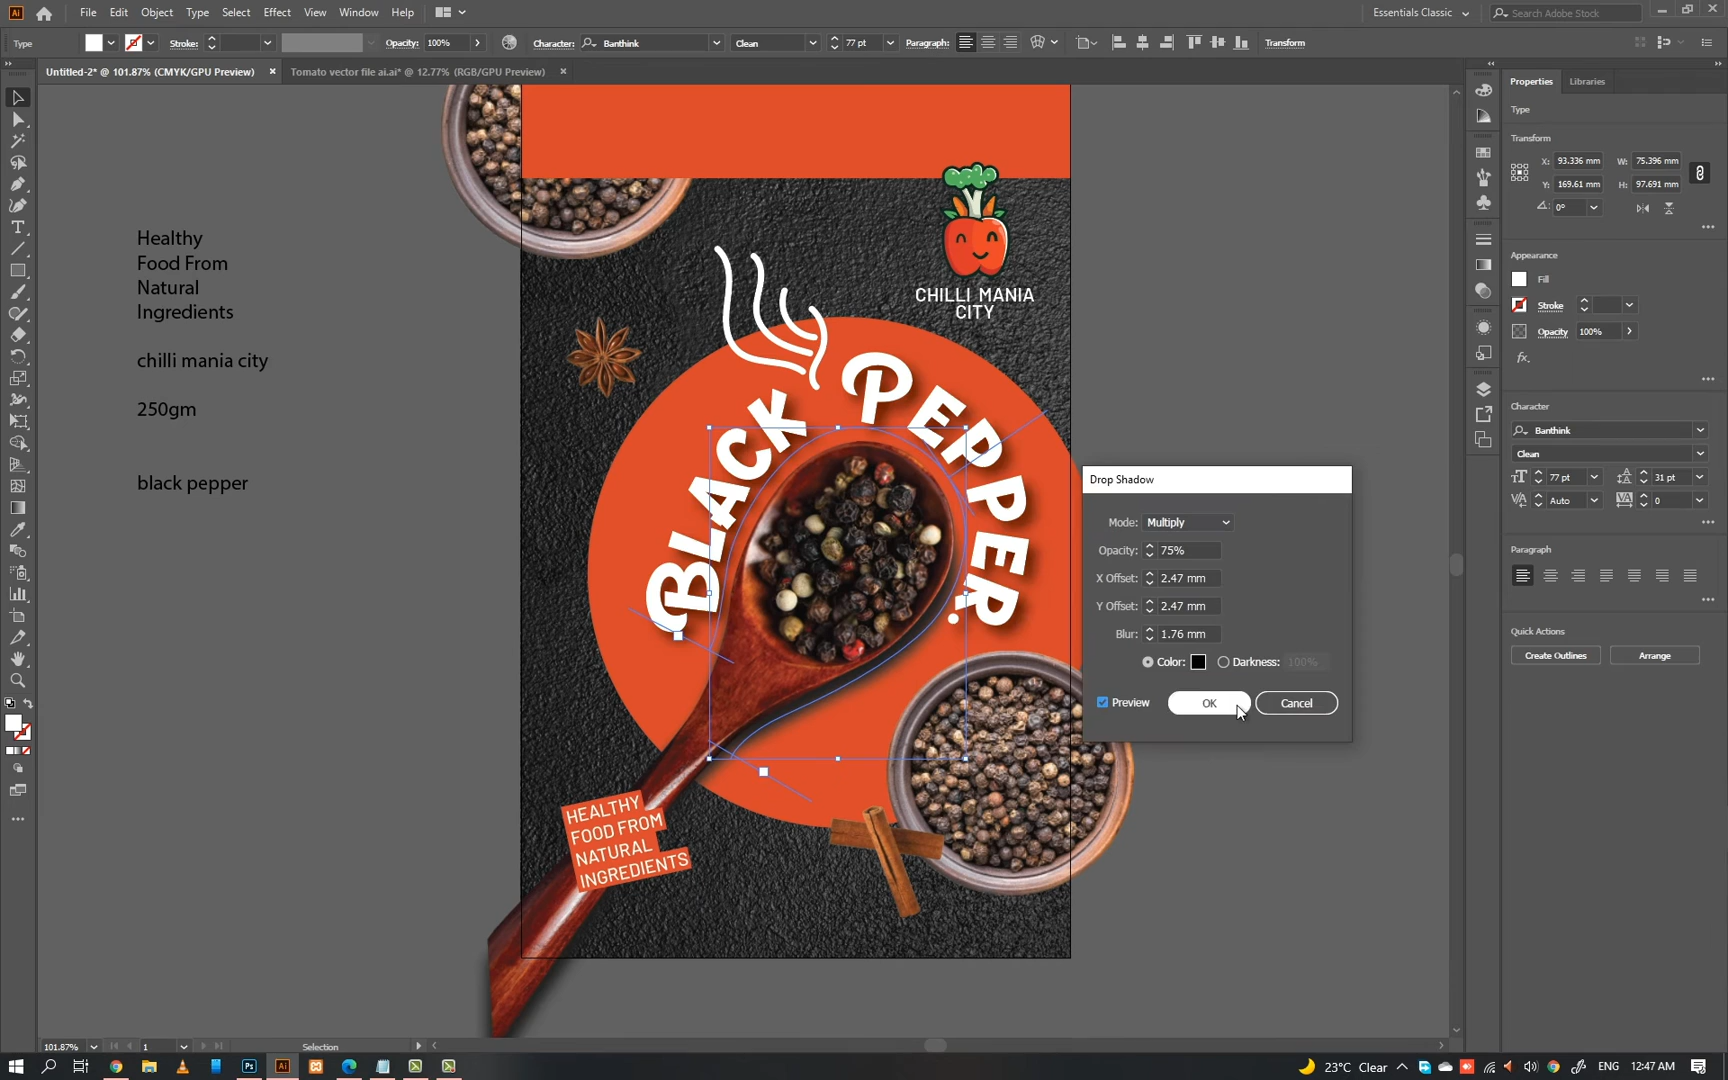 Ai
File Edit Object Type Select Effect View Window Help
Essentials Classic
Search Adobe Stock
Type
Stroke:
Opacity: 100%
Character: Banthink
Clean
77 pt
Paragraph:
Transform
Untitled-2* @ 101.87% (CMYK/GPU Preview) ×
Tomato vector file ai.ai* @ 12.77% (RGB/GPU Preview) ×
Healthy
Food From
Natural
Ingredients
chilli mania city
250gm
black pepper
CHILLI MANIA
CITY
BLACK PEPPER
HEALTHY
FOOD FROM
NATURAL
INGREDIENTS
Drop Shadow
Mode: Multiply
Opacity: 75%
X Offset: 2.47 mm
Y Offset: 2.47 mm
Blur: 1.76 mm
Color: Darkness: 100%
Preview OK Cancel
Properties Libraries
Type
Transform
X: 93.336 mm W: 75.396 mm
Y: 169.61 mm H: 97.691 mm
0°
Appearance
Fill
Stroke
Opacity 100%
fx.
Character
Banthink
Clean
77 pt 31 pt
Auto 0
Paragraph
Quick Actions
Create Outlines Arrange
101.87% 1 Selection
Ps Ai 23°C Clear ENG 12:47 AM